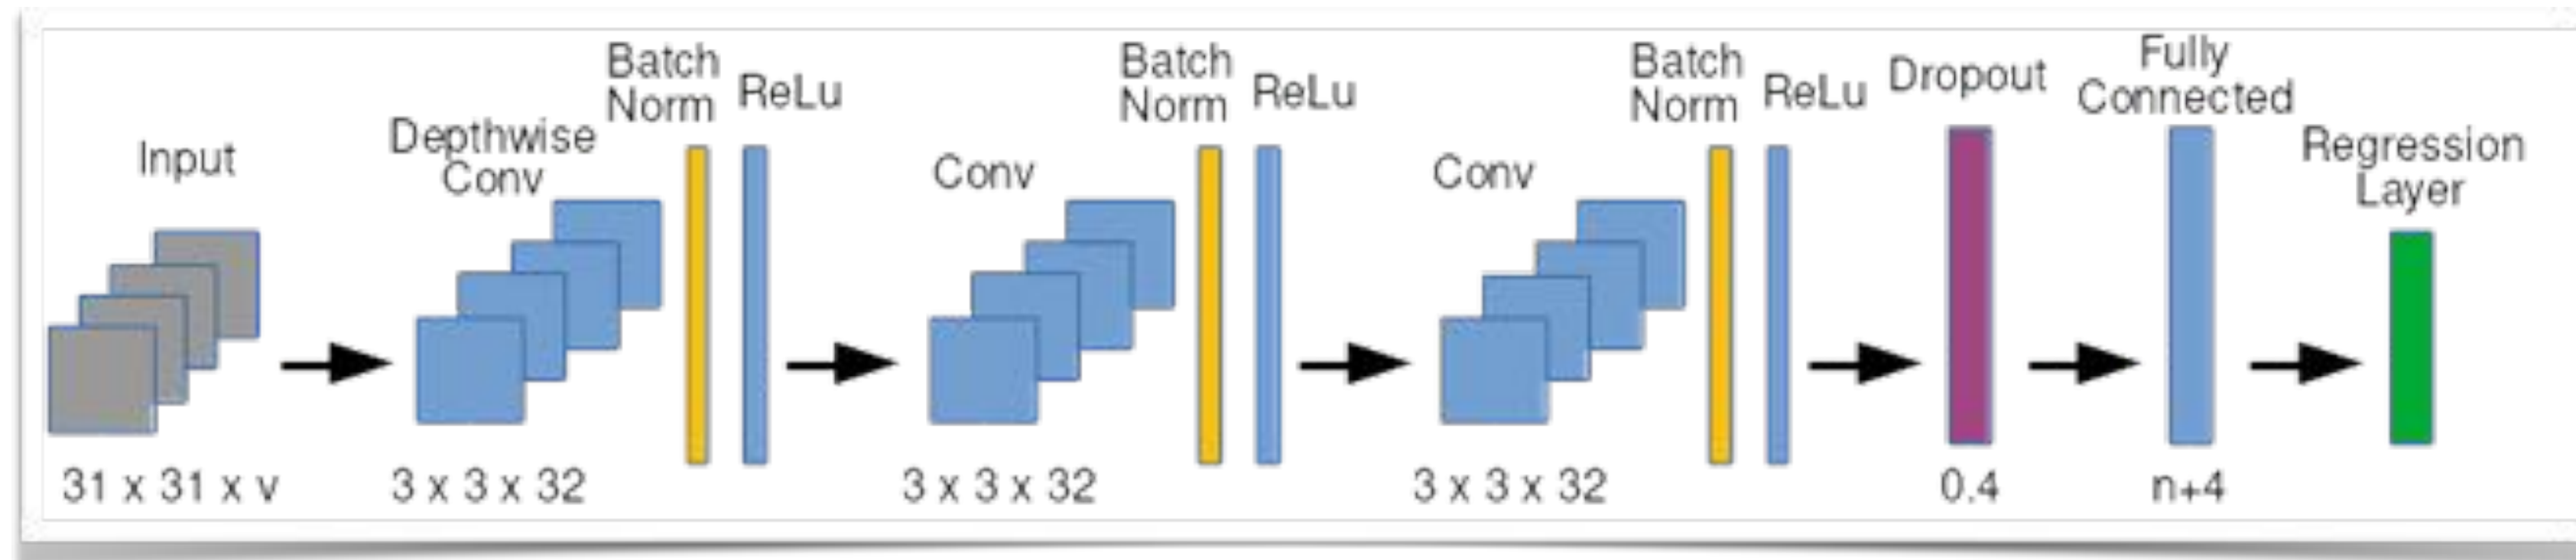 Input
31 x 31 x v
Depthwise
Conv
3 x 3 x 32
Batch
Norm
ReLu
Conv
3 x 3 x 32
Batch
Norm
ReLu
Conv
3 x 3 x 32
Batch
Norm
ReLu
Dropout
0.4
Fully
Connected
n+4
Regression
Layer